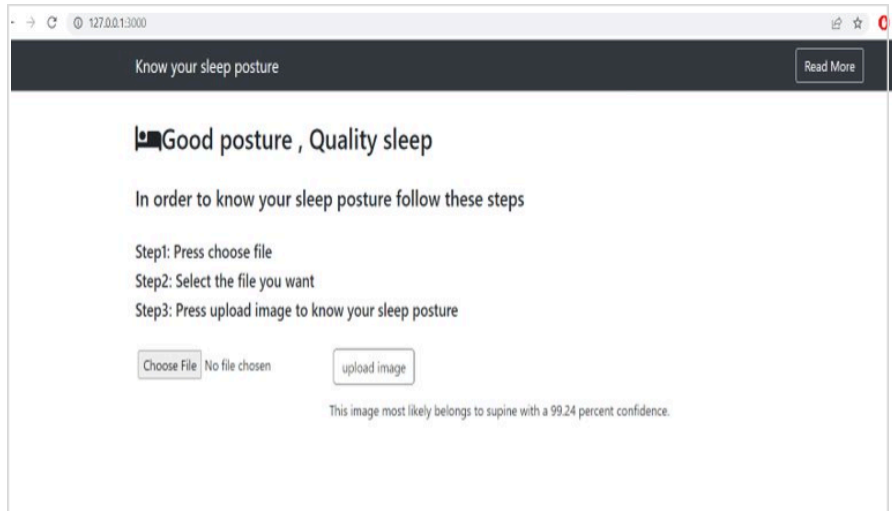 127.0.0.1:3000
Know your sleep posture
Read More
Good posture , Quality sleep
In order to know your sleep posture follow these steps
Step1: Press choose file
Step2: Select the file you want
Step3: Press upload image to know your sleep posture
Choose File No file chosen
upload image
This image most likely belongs to supine with a 99.24 percent confidence.